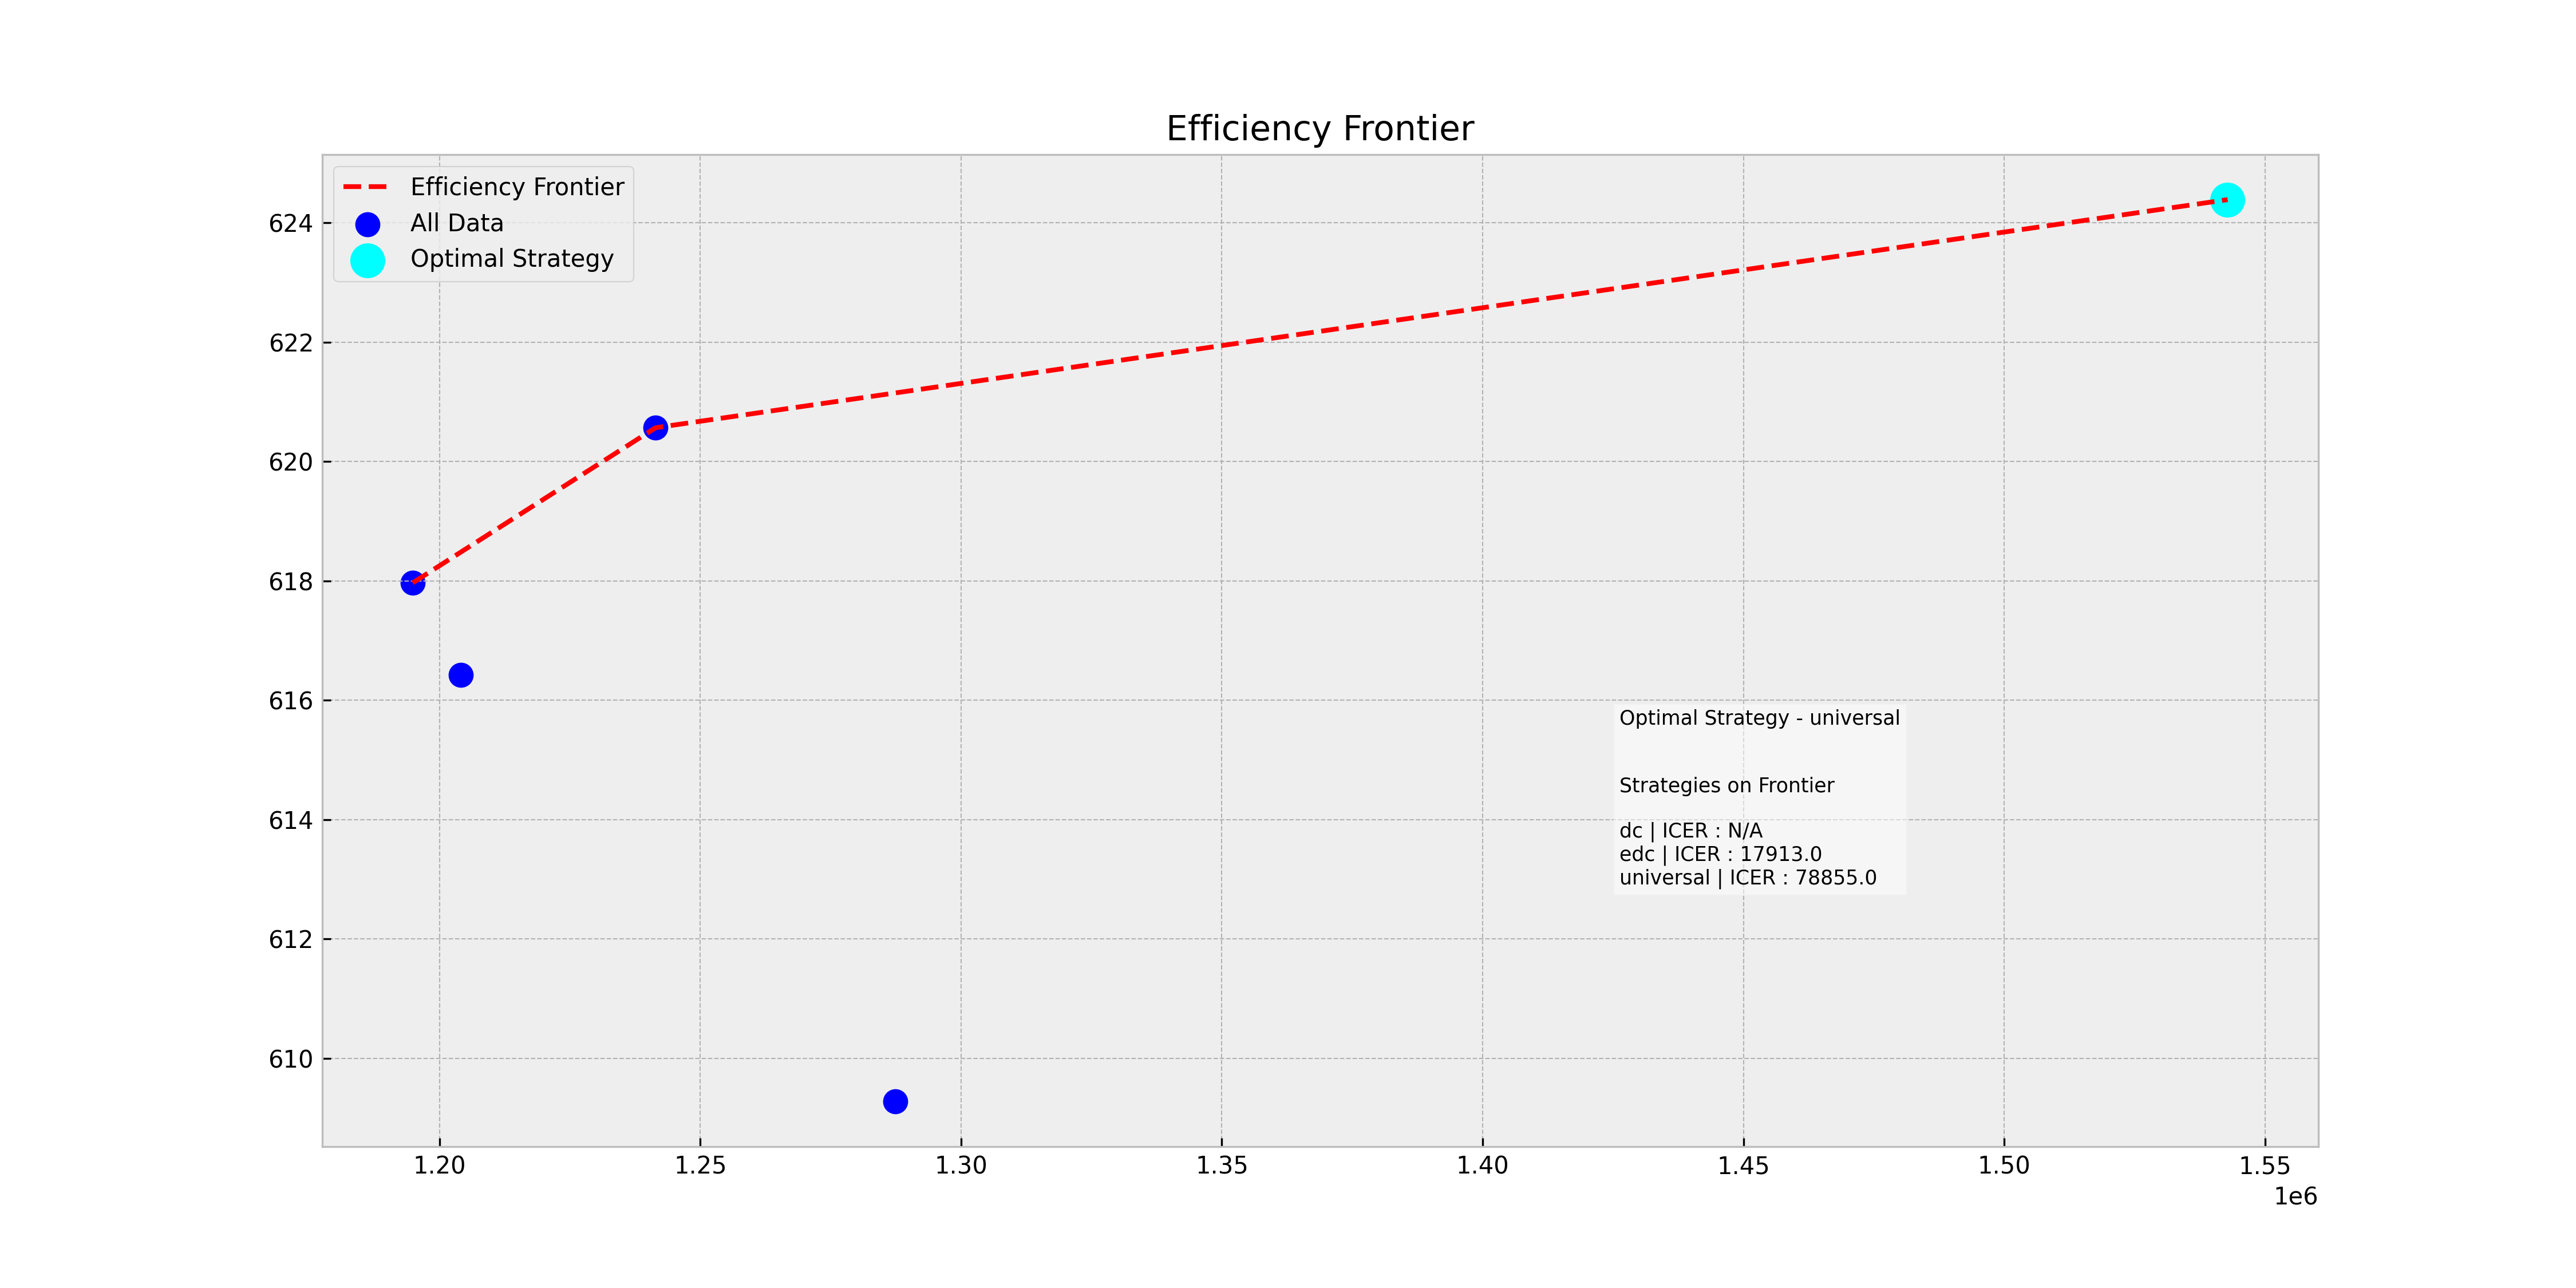 Efficiency Frontier
Efficiency Frontier
All Data
Optimal Strategy
624
622
620
618
616
614
612
610
Optimal Strategy - universal
Strategies on Frontier
dc | ICER : N/A
edc | ICER : 17913.0
universal | ICER : 78855.0
1.20 1.25 1.30 1.35 1.40 1.45 1.50 1.55
1e6